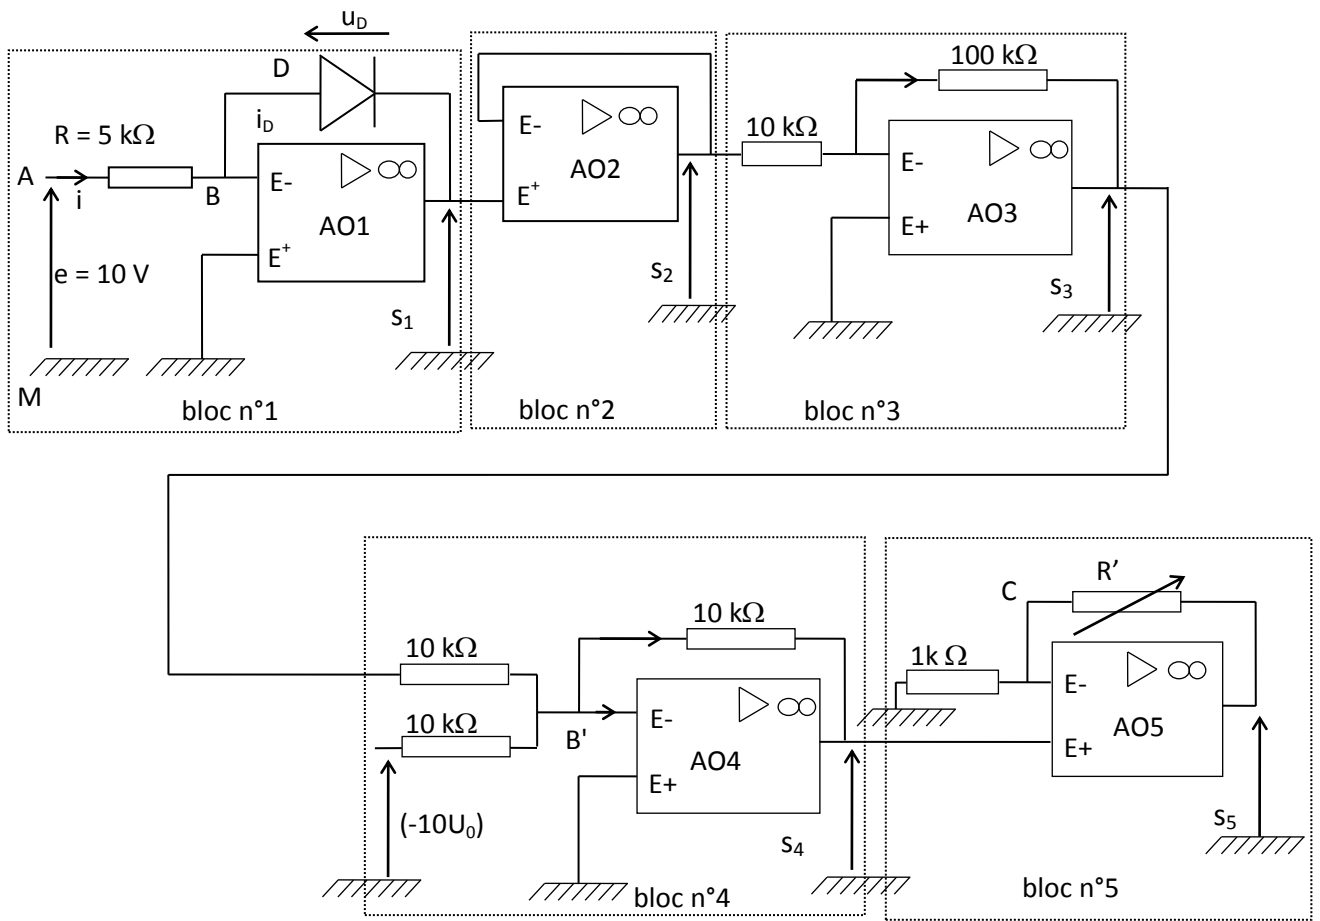 u_D
D
i_D
R = 5 kΩ
A
i
B
E-
AO1
E⁺
e = 10 V
s₁
M
bloc n°1
E-
AO2
E⁺
s₂
bloc n°2
100 kΩ
10 kΩ
E-
AO3
E+
s₃
bloc n°3
10 kΩ
10 kΩ
10 kΩ
B'
E-
AO4
E+
(-10U₀)
s₄
bloc n°4
R’
C
1k Ω
E-
AO5
E+
s₅
bloc n°5